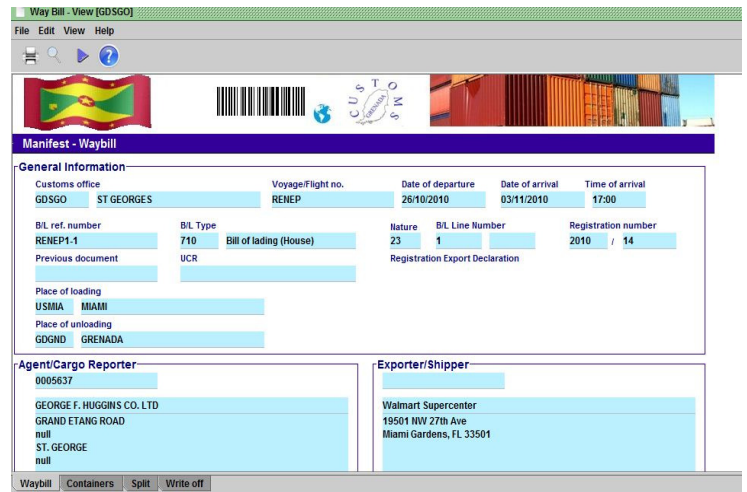 Way Bill - View [GDSGO]
File Edit View Help
CUSTOMS
GRENADA
Manifest - Waybill
General Information
Customs office Voyage/Flight no. Date of departure Date of arrival Time of arrival
GDSGO ST GEORGES RENEP 26/10/2010 03/11/2010 17:00
B/L ref. number B/L Type Nature B/L Line Number Registration number
RENEP1-1 710 Bill of lading (House) 23 1 2010 / 14
Previous document UCR Registration Export Declaration
Place of loading
USMIA MIAMI
Place of unloading
GDGND GRENADA
Agent/Cargo Reporter Exporter/Shipper
0005637
GEORGE F. HUGGINS CO. LTD Walmart Supercenter
GRAND ETANG ROAD 19501 NW 27th Ave
null Miami Gardens, FL 33501
ST. GEORGE
null
Waybill Containers Split Write off